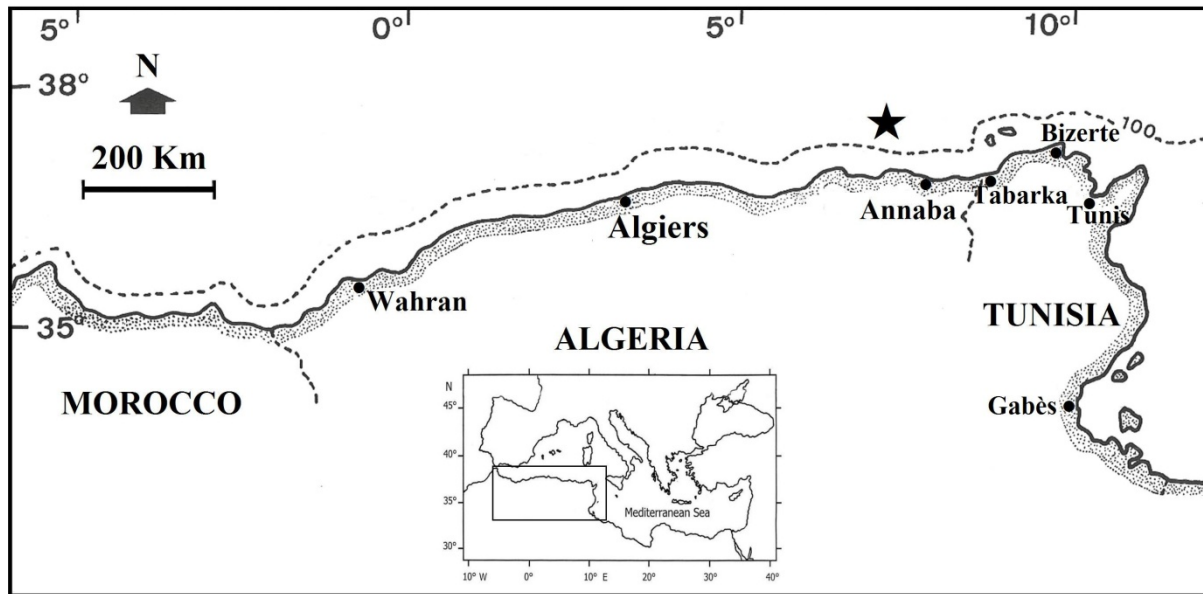 5° 0° 5° 10°
38°
N
200 Km
100
Bizerte
Annaba
Tabarka
Tunis
Algiers
Wahran
35°
ALGERIA
TUNISIA
MOROCCO
Gabès
N
45°
40°
35°
30°
Mediterranean Sea
10° W 0° 10° E 20° 30° 40°